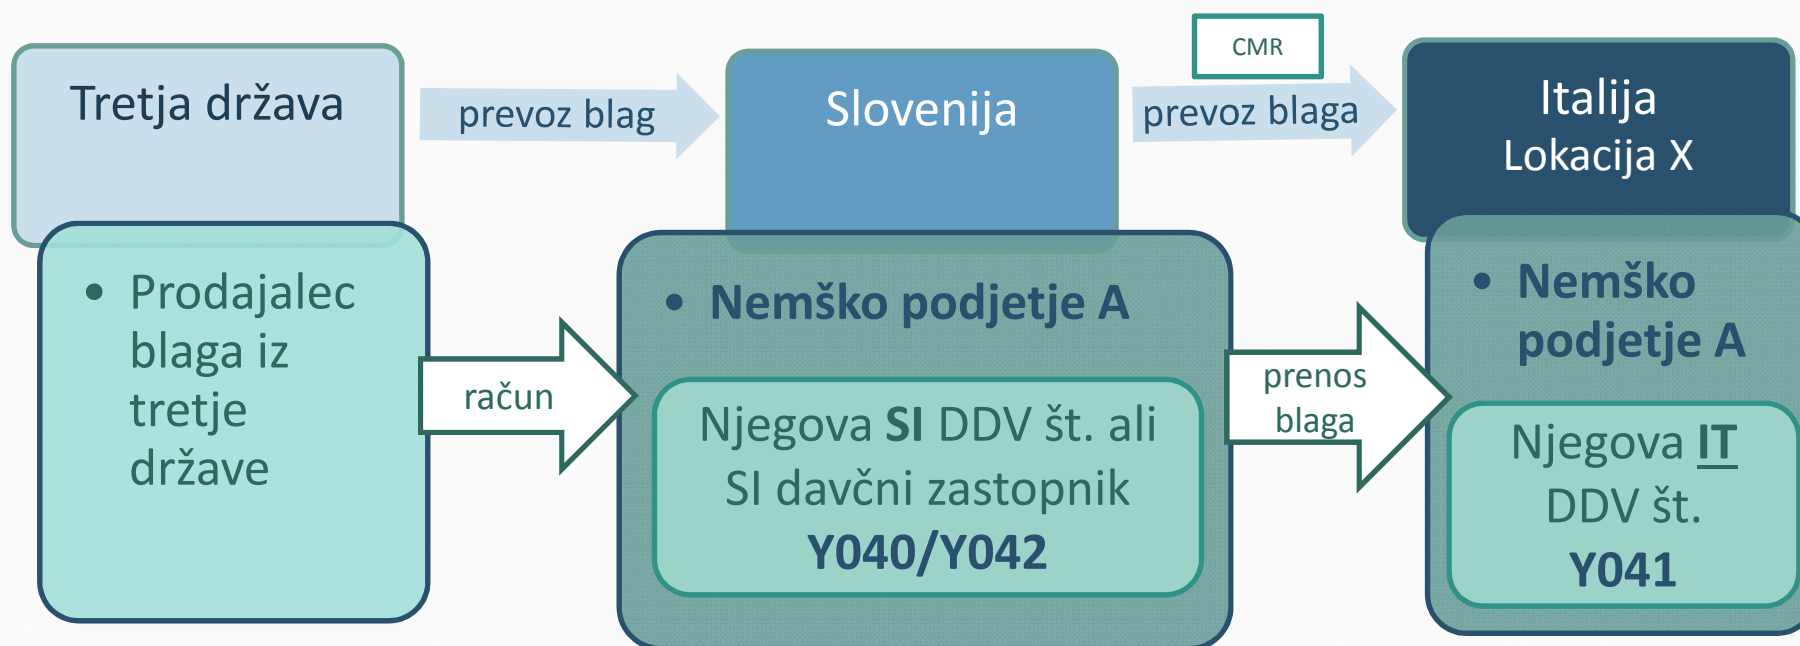 Tretja država
prevoz blag
Slovenija
CMR
prevoz blaga
Italija
Lokacija X
• Prodajalec
blaga iz
tretje
države
račun
• Nemško podjetje A
Njegova SI DDV št. ali
SI davčni zastopnik
Y040/Y042
prenos
blaga
• Nemško
podjetje A
Njegova IT
DDV št.
Y041